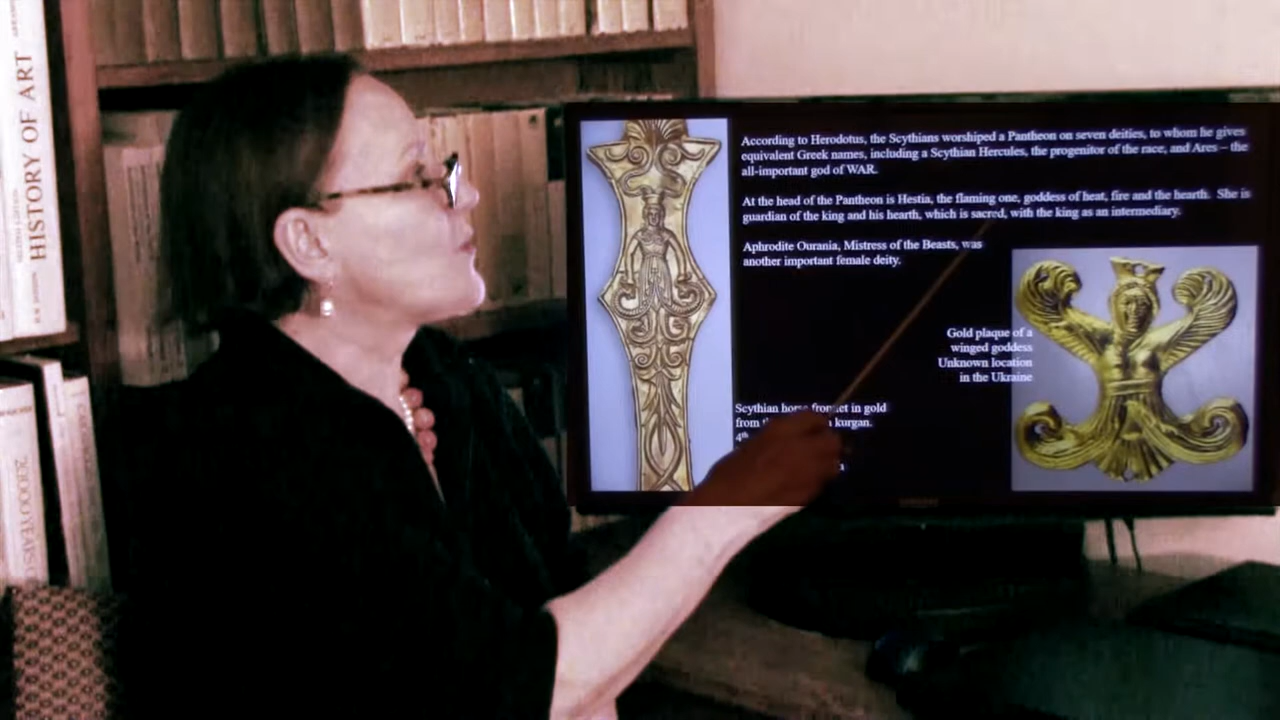 HISTORY OF ART
According to Herodotus, the Scythians worshiped a Pantheon on seven deities, to whom he gives
equivalent Greek names, including a Scythian Hercules, the progenitor of the race, and Ares – the
all-important god of WAR.
At the head of the Pantheon is Hestia, the flaming one, goddess of heat, fire and the hearth. She is
guardian of the king and his hearth, which is sacred, with the king as an intermediary.
Aphrodite Ourania, Mistress of the Beasts, was
another important female deity.
Gold plaque of a
winged goddess
Unknown location
in the Ukraine
Scythian horse frontlet in gold
from kurgan.
4th